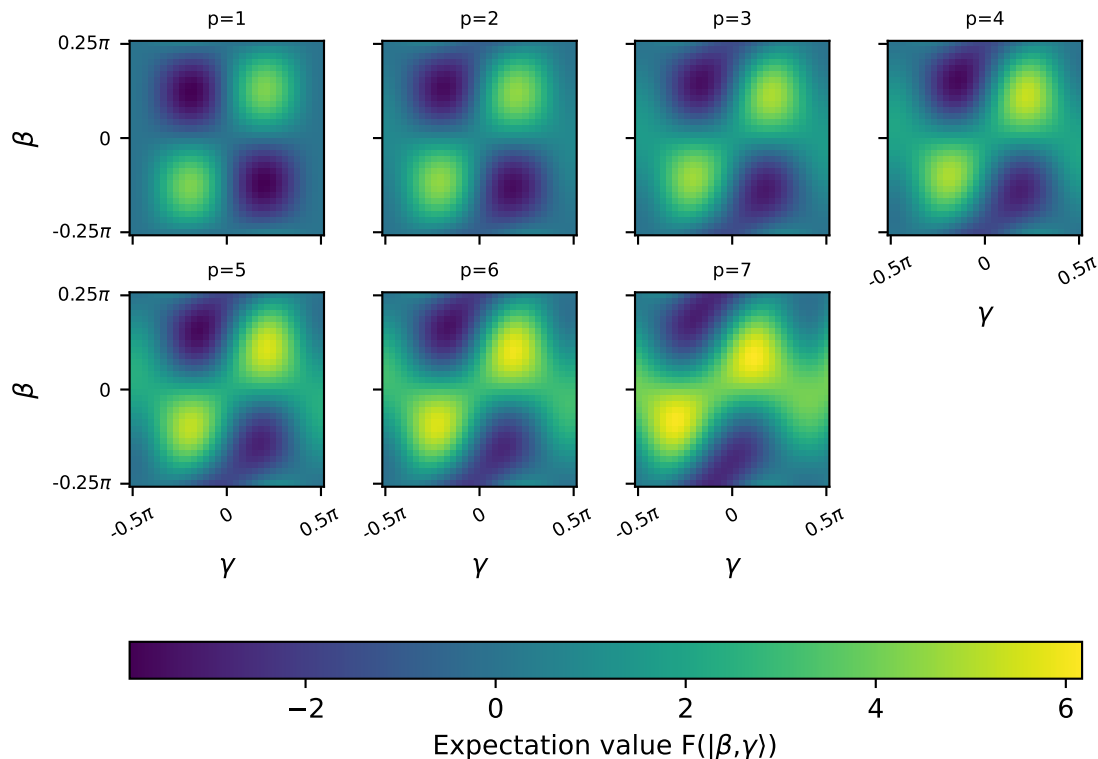 p=1 p=2 p=3 p=4
0.25π
β 0
-0.25π
-0.5π 0 0.5π
γ
p=5 p=6 p=7
0.25π
β 0
-0.25π
-0.5π 0 0.5π -0.5π 0 0.5π -0.5π 0 0.5π
γ γ γ
−2 0 2 4 6
Expectation value F(|β,γ⟩)